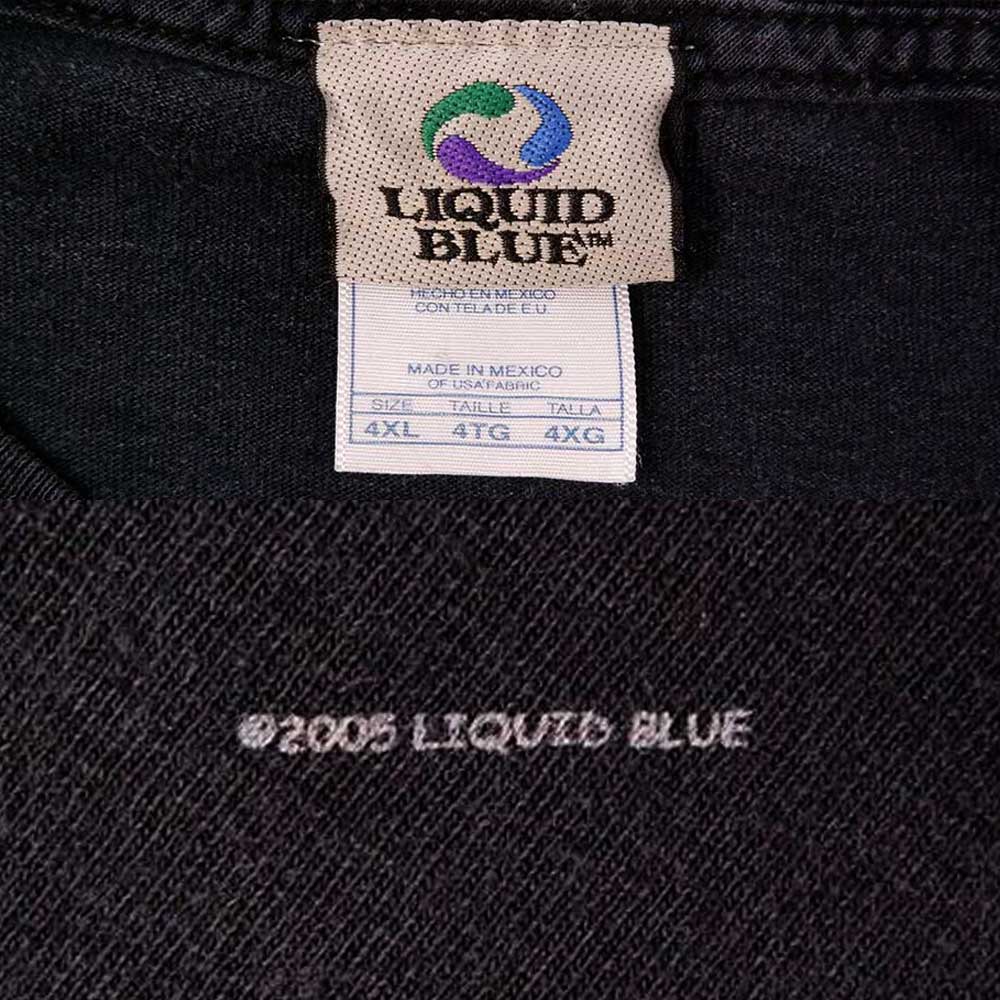 LIQUID
BLUE™
HECHO EN MEXICO
CON TELA DE E.U.
MADE IN MEXICO
OF USA FABRIC
SIZE TAILLE TALLA
4XL 4TG 4XG
©2005 LIQUID BLUE